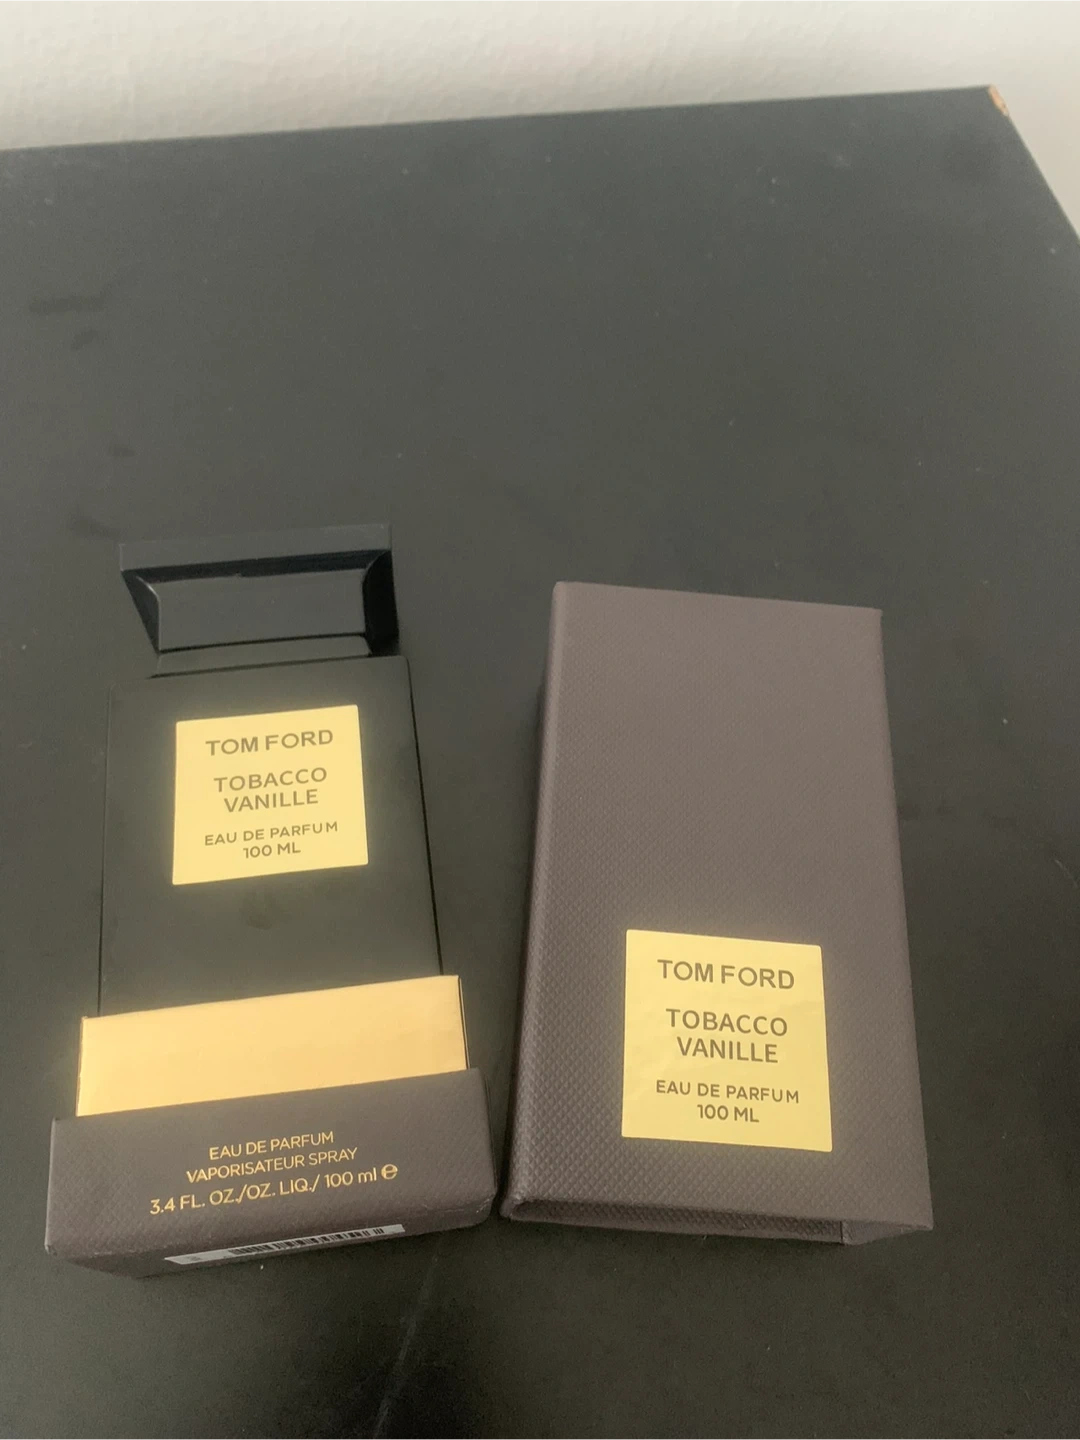 TOM FORD
TOBACCO
VANILLE
EAU DE PARFUM
100 ML
EAU DE PARFUM
VAPORISATEUR SPRAY
3.4 FL. OZ./OZ. LIQ./ 100 ml ℮
TOM FORD
TOBACCO
VANILLE
EAU DE PARFUM
100 ML